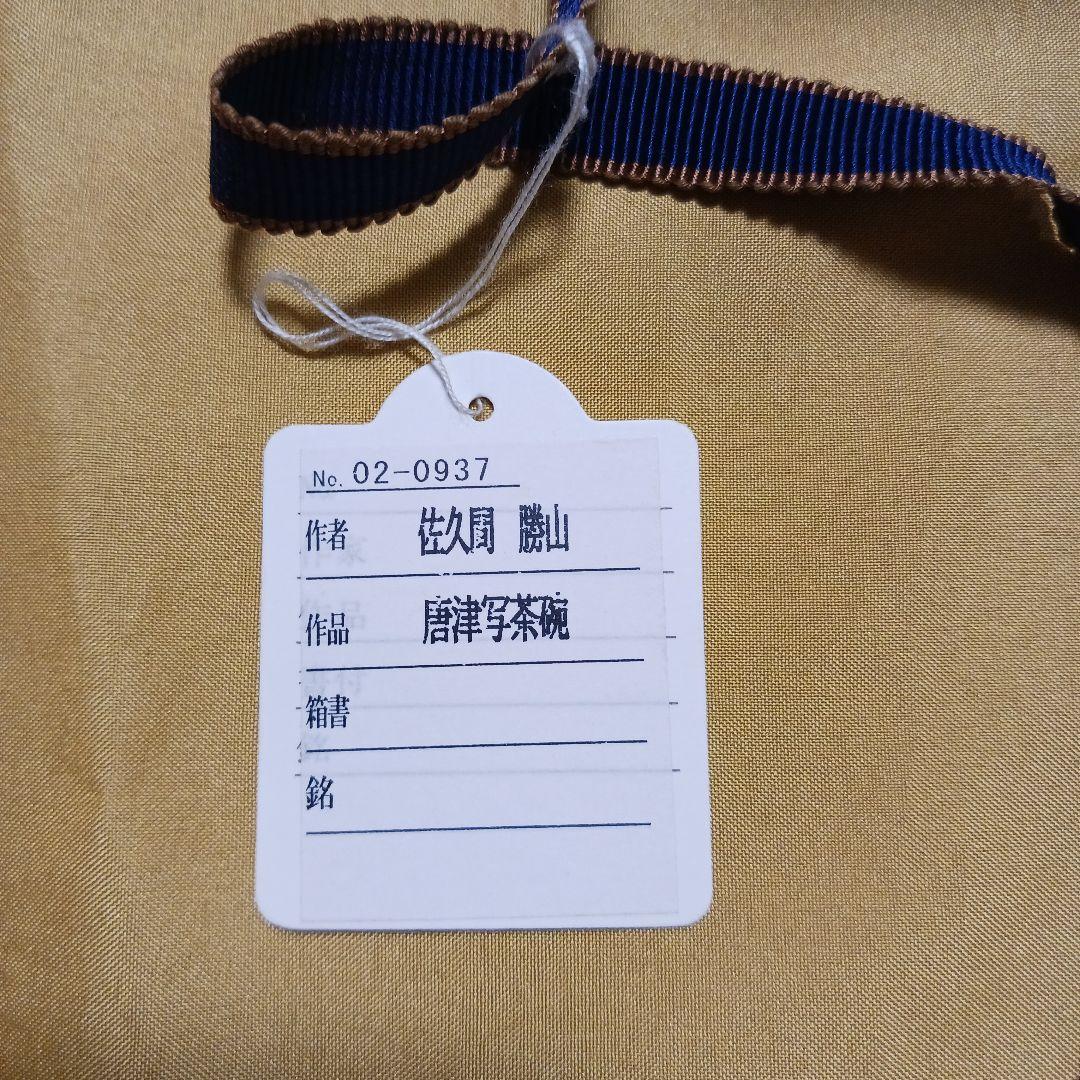 No. 02-0937
作者 佐久間 勝山
作品 唐津写茶碗
箱書
銘